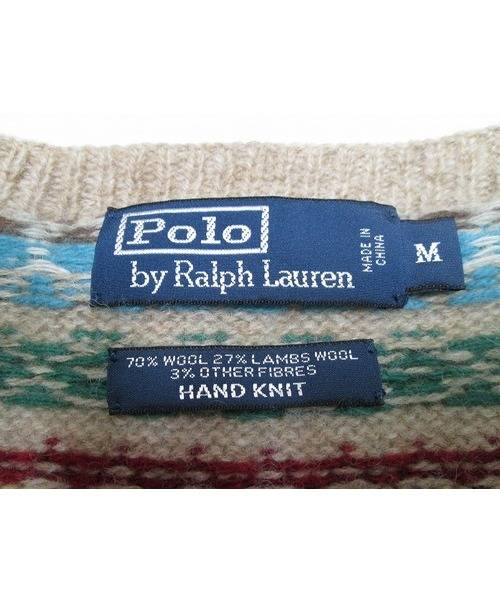 Polo
by Ralph Lauren
MADE IN
CHINA
M
70% WOOL 27% LAMBS WOOL
3% OTHER FIBRES
HAND KNIT